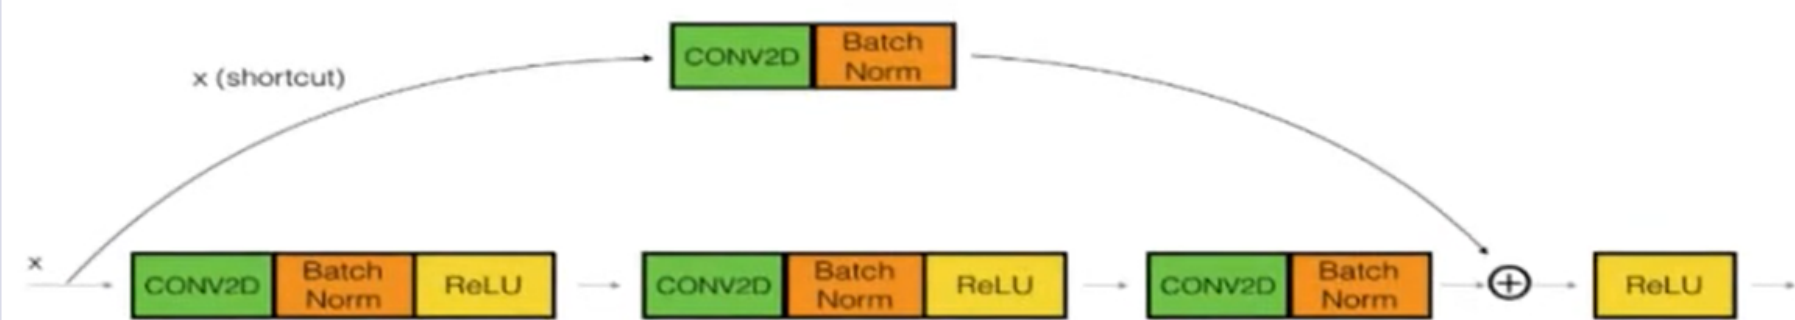 CONV2D Batch
Norm
x (shortcut)
x
CONV2D Batch
Norm ReLU CONV2D Batch
Norm ReLU CONV2D Batch
Norm ReLU